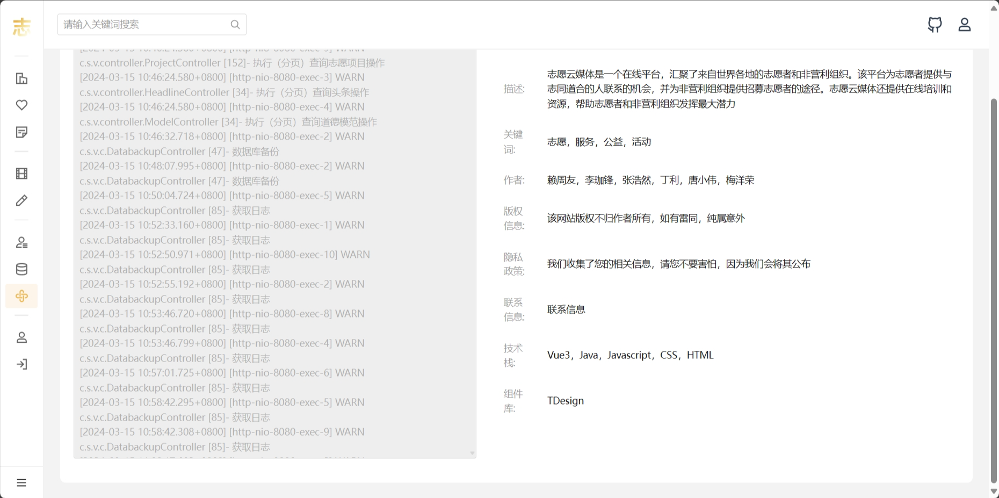 志
请输入关键词搜索
c.s.v.controller.ProjectController [152]- 执行（分页）查询志愿项目操作
[2024-03-15 10:46:24.580+0800] [http-nio-8080-exec-3] WARN
c.s.v.controller.HeadlineController [34]- 执行（分页）查询头条操作
[2024-03-15 10:46:24.580+0800] [http-nio-8080-exec-4] WARN
c.s.v.controller.ModelController [34]- 执行（分页）查询道德模范操作
[2024-03-15 10:46:32.718+0800] [http-nio-8080-exec-2] WARN
c.s.v.c.DatabackupController [47]- 数据库备份
[2024-03-15 10:48:07.995+0800] [http-nio-8080-exec-2] WARN
c.s.v.c.DatabackupController [47]- 数据库备份
[2024-03-15 10:50:04.724+0800] [http-nio-8080-exec-5] WARN
c.s.v.c.DatabackupController [85]- 获取日志
[2024-03-15 10:52:33.160+0800] [http-nio-8080-exec-1] WARN
c.s.v.c.DatabackupController [85]- 获取日志
[2024-03-15 10:52:50.971+0800] [http-nio-8080-exec-10] WARN
c.s.v.c.DatabackupController [85]- 获取日志
[2024-03-15 10:52:55.192+0800] [http-nio-8080-exec-2] WARN
c.s.v.c.DatabackupController [85]- 获取日志
[2024-03-15 10:53:46.720+0800] [http-nio-8080-exec-8] WARN
c.s.v.c.DatabackupController [85]- 获取日志
[2024-03-15 10:53:46.799+0800] [http-nio-8080-exec-4] WARN
c.s.v.c.DatabackupController [85]- 获取日志
[2024-03-15 10:57:01.725+0800] [http-nio-8080-exec-6] WARN
c.s.v.c.DatabackupController [85]- 获取日志
[2024-03-15 10:58:42.295+0800] [http-nio-8080-exec-5] WARN
c.s.v.c.DatabackupController [85]- 获取日志
[2024-03-15 10:58:42.308+0800] [http-nio-8080-exec-9] WARN
c.s.v.c.DatabackupController [85]- 获取日志
描述:
志愿云媒体是一个在线平台，汇聚了来自世界各地的志愿者和非营利组织。该平台为志愿者提供与
志同道合的人联系的机会，并为非营利组织提供招募志愿者的途径。志愿云媒体还提供在线培训和
资源，帮助志愿者和非营利组织发挥最大潜力
关键
词:
志愿，服务，公益，活动
作者:
赖周友，李珈锋，张浩然，丁利，唐小伟，梅洋荣
版权
信息:
该网站版权不归作者所有，如有雷同，纯属意外
隐私
政策:
我们收集了您的相关信息，请您不要害怕，因为我们会将其公布
联系
信息:
联系信息
技术
栈:
Vue3，Java，Javascript，CSS，HTML
组件
库:
TDesign